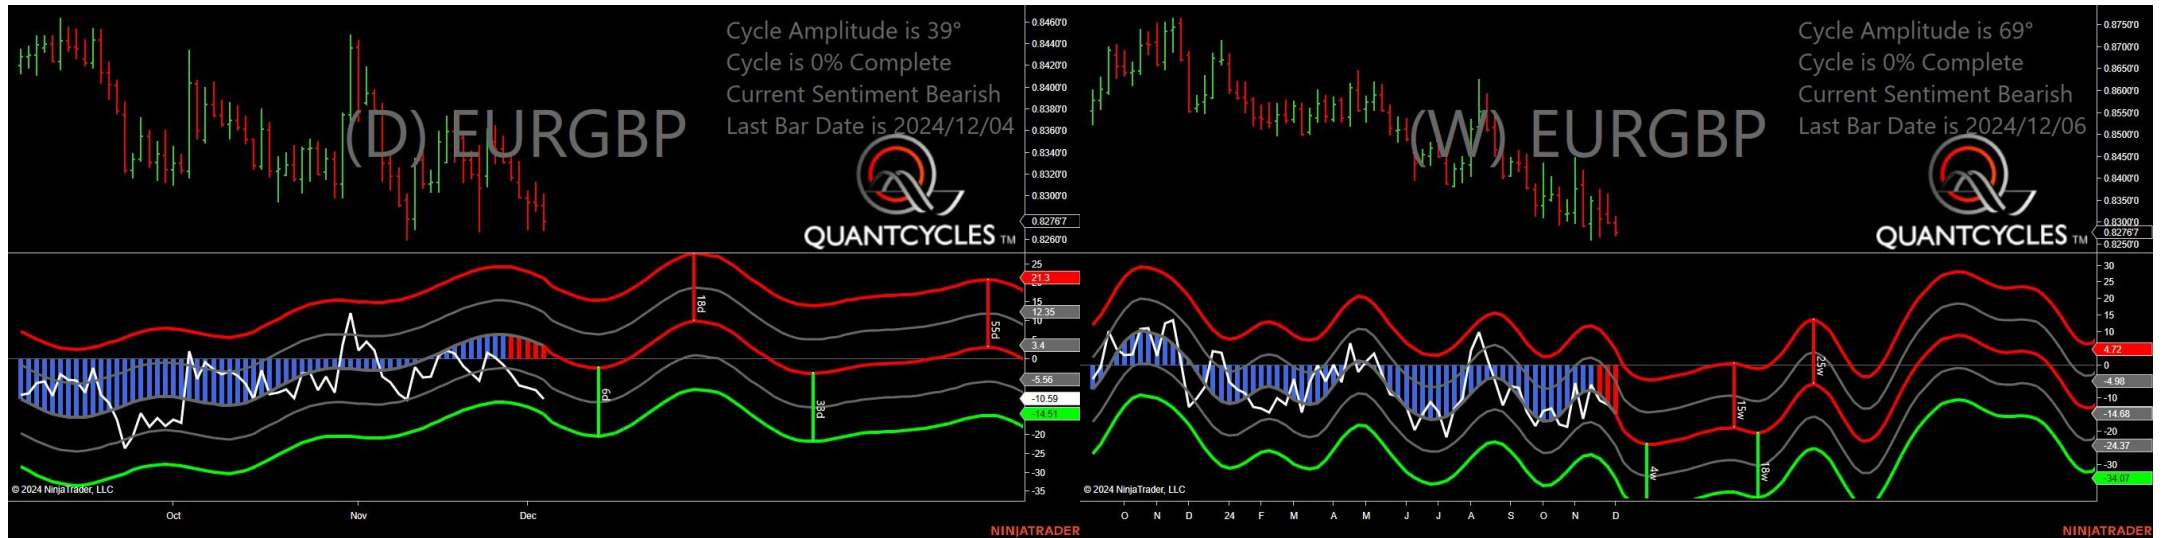 Cycle Amplitude is 39°
Cycle is 0% Complete
Current Sentiment Bearish
Last Bar Date is 2024/12/04
(D) EURGBP
QUANTCYCLES TM
0.8460'0
0.8440'0
0.8420'0
0.8400'0
0.8380'0
0.8360'0
0.8340'0
0.8320'0
0.8300'0
0.8276'7
0.8260'0
25
21.3
15
12.35
10
3.4
0
-5.56
-10.59
-14.51
-20
-25
-30
-35
18d
55d
6d
38d
© 2024 NinjaTrader, LLC
Oct
Nov
Dec
NINJATRADER
Cycle Amplitude is 69°
Cycle is 0% Complete
Current Sentiment Bearish
Last Bar Date is 2024/12/06
(W) EURGBP
QUANTCYCLES TM
0.8750'0
0.8700'0
0.8650'0
0.8600'0
0.8550'0
0.8500'0
0.8450'0
0.8400'0
0.8350'0
0.8300'0
0.8276'7
0.8250'0
30
25
20
15
10
4.72
0
-4.98
-10
-14.68
-20
-24.37
-30
-34.07
25w
15w
4w
18w
© 2024 NinjaTrader, LLC
O N D 24 F M A M J J A S O N D
NINJATRADER